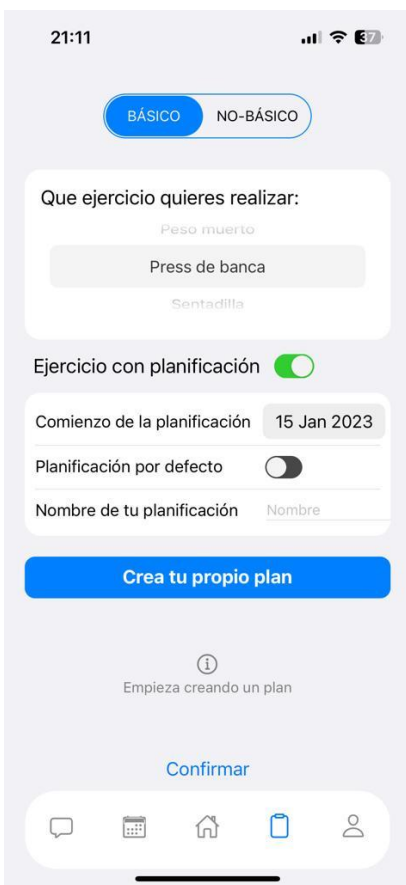 21:11
37
BÁSICO NO-BÁSICO
Que ejercicio quieres realizar:
Peso muerto
Press de banca
Sentadilla
Ejercicio con planificación
Comienzo de la planificación 15 Jan 2023
Planificación por defecto
Nombre de tu planificación Nombre
Crea tu propio plan
Empieza creando un plan
Confirmar